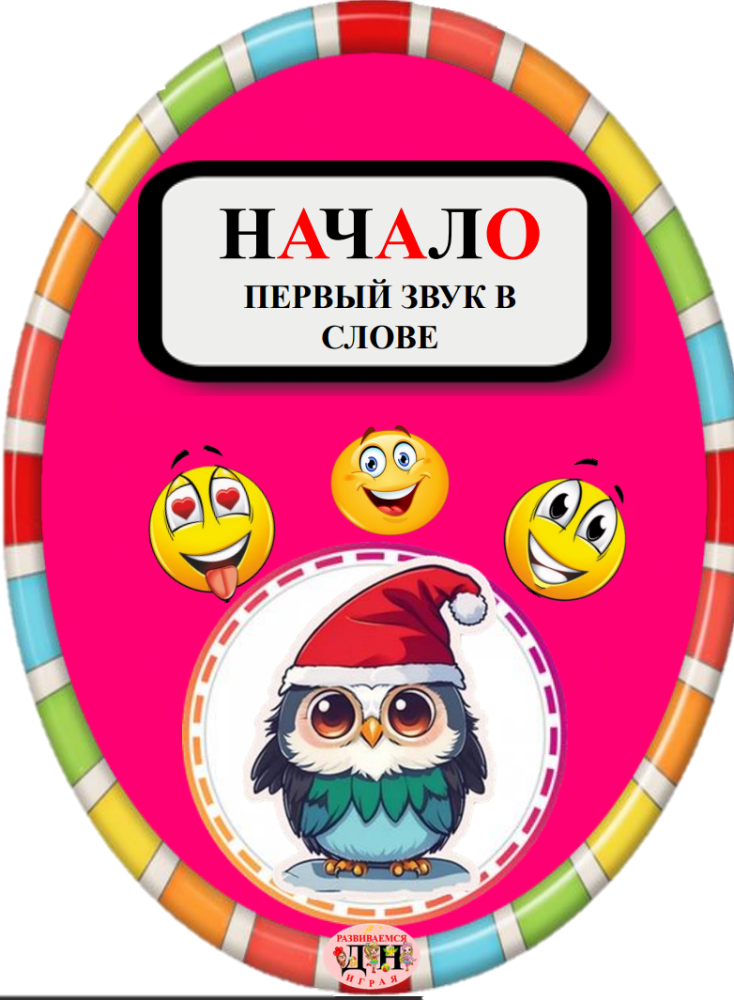 НАЧАЛО
ПЕРВЫЙ ЗВУК В
СЛОВЕ
РАЗВИВАЕМСЯ
Д Н
ИГРАЯ